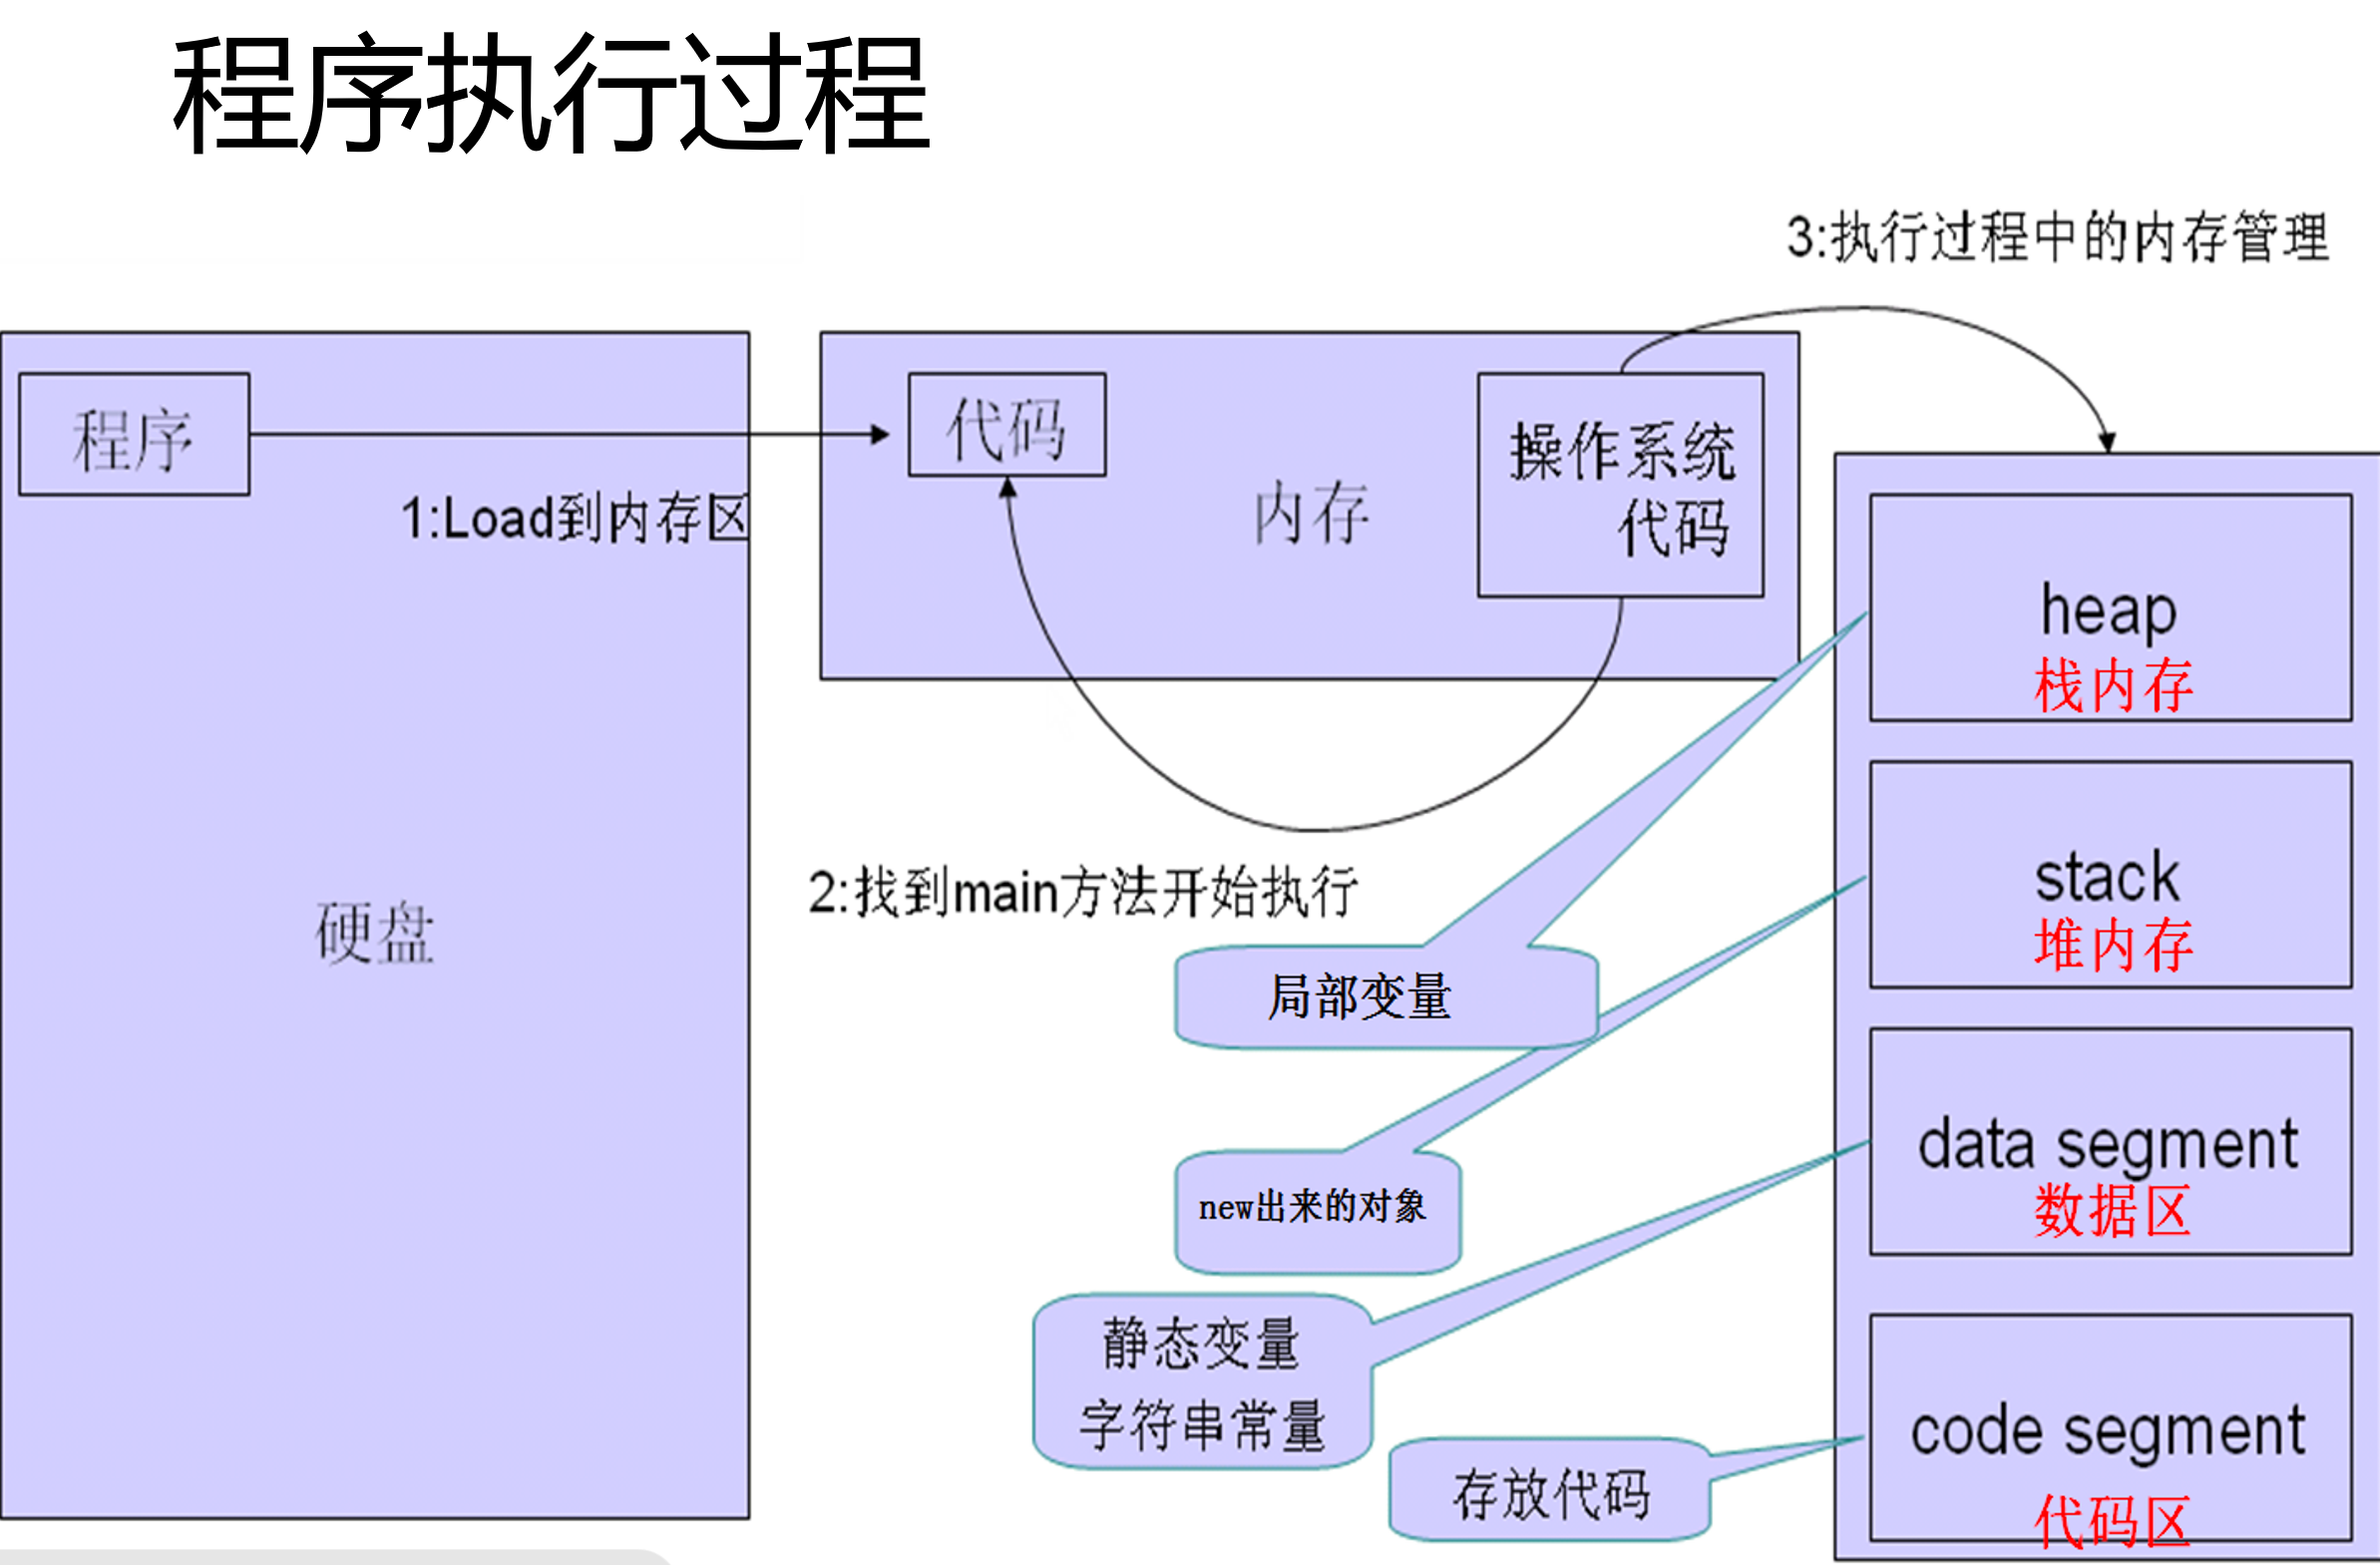 程序执行过程
3:执行过程中的内存管理
程序
1:Load到内存区
硬盘
代码
内存
操作系统
代码
2:找到main方法开始执行
heap
栈内存
局部变量
stack
堆内存
new出来的对象
data segment
数据区
静态变量
字符串常量
code segment
代码区
存放代码